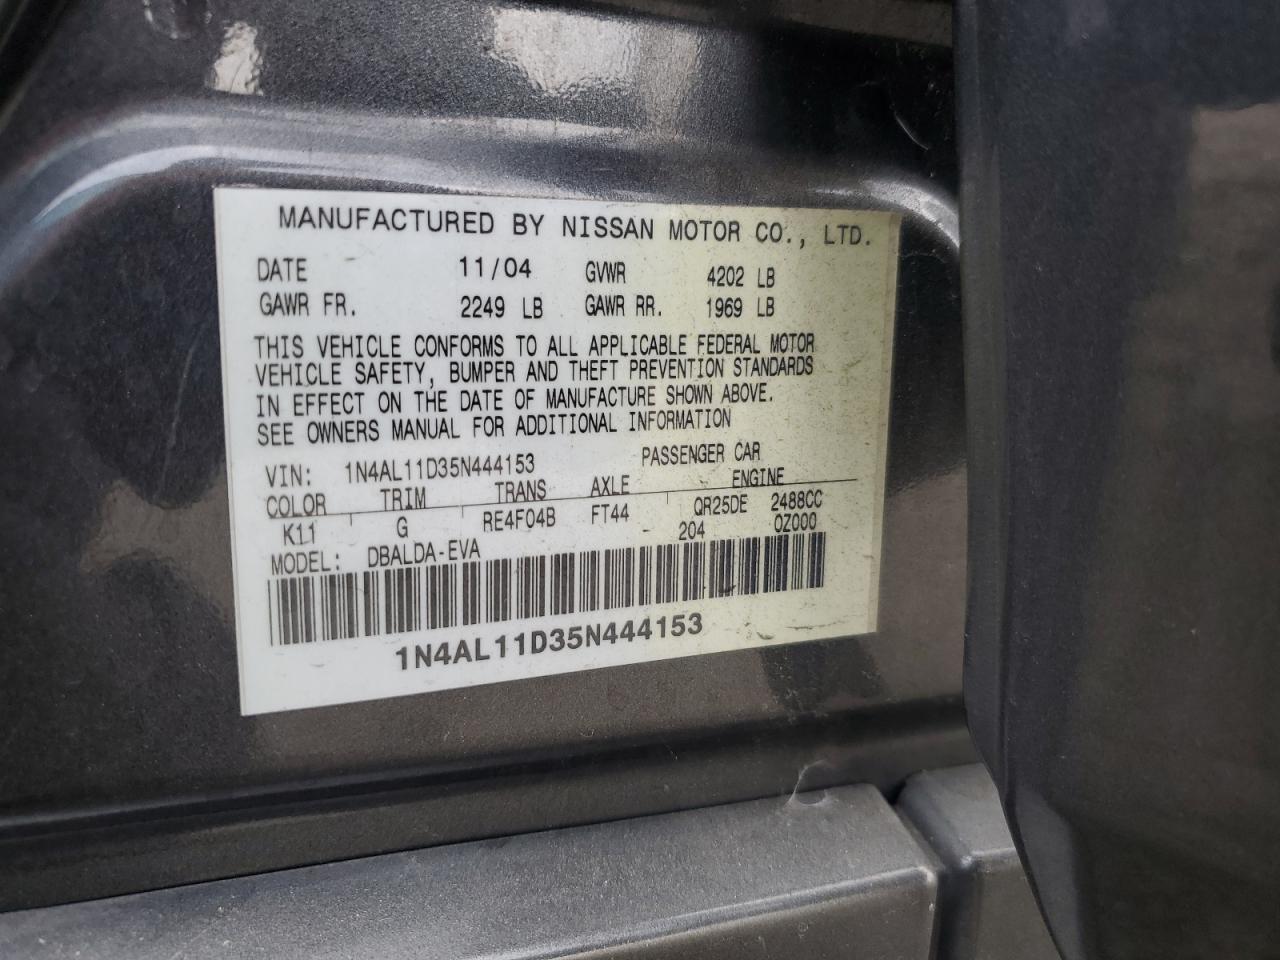 MANUFACTURED BY NISSAN MOTOR CO., LTD.
DATE 11/04 GVWR 4202 LB
GAWR FR. 2249 LB GAWR RR. 1969 LB
THIS VEHICLE CONFORMS TO ALL APPLICABLE FEDERAL MOTOR
VEHICLE SAFETY, BUMPER AND THEFT PREVENTION STANDARDS
IN EFFECT ON THE DATE OF MANUFACTURE SHOWN ABOVE.
SEE OWNERS MANUAL FOR ADDITIONAL INFORMATION
VIN: 1N4AL11D35N444153 PASSENGER CAR
COLOR TRIM TRANS AXLE ENGINE
K11 G RE4F04B FT44 QR25DE 2488CC
204 0Z000
MODEL: DBALDA-EVA
1N4AL11D35N444153